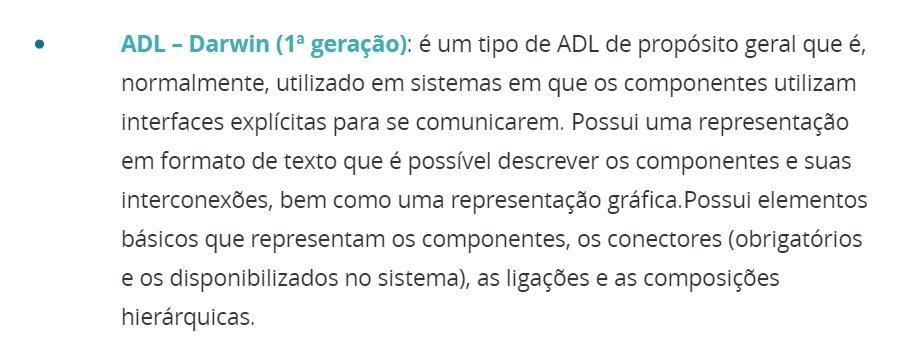 ADL – Darwin (1ª geração): é um tipo de ADL de propósito geral que é,
normalmente, utilizado em sistemas em que os componentes utilizam
interfaces explícitas para se comunicarem. Possui uma representação
em formato de texto que é possível descrever os componentes e suas
interconexões, bem como uma representação gráfica.Possui elementos
básicos que representam os componentes, os conectores (obrigatórios
e os disponibilizados no sistema), as ligações e as composições
hierárquicas.